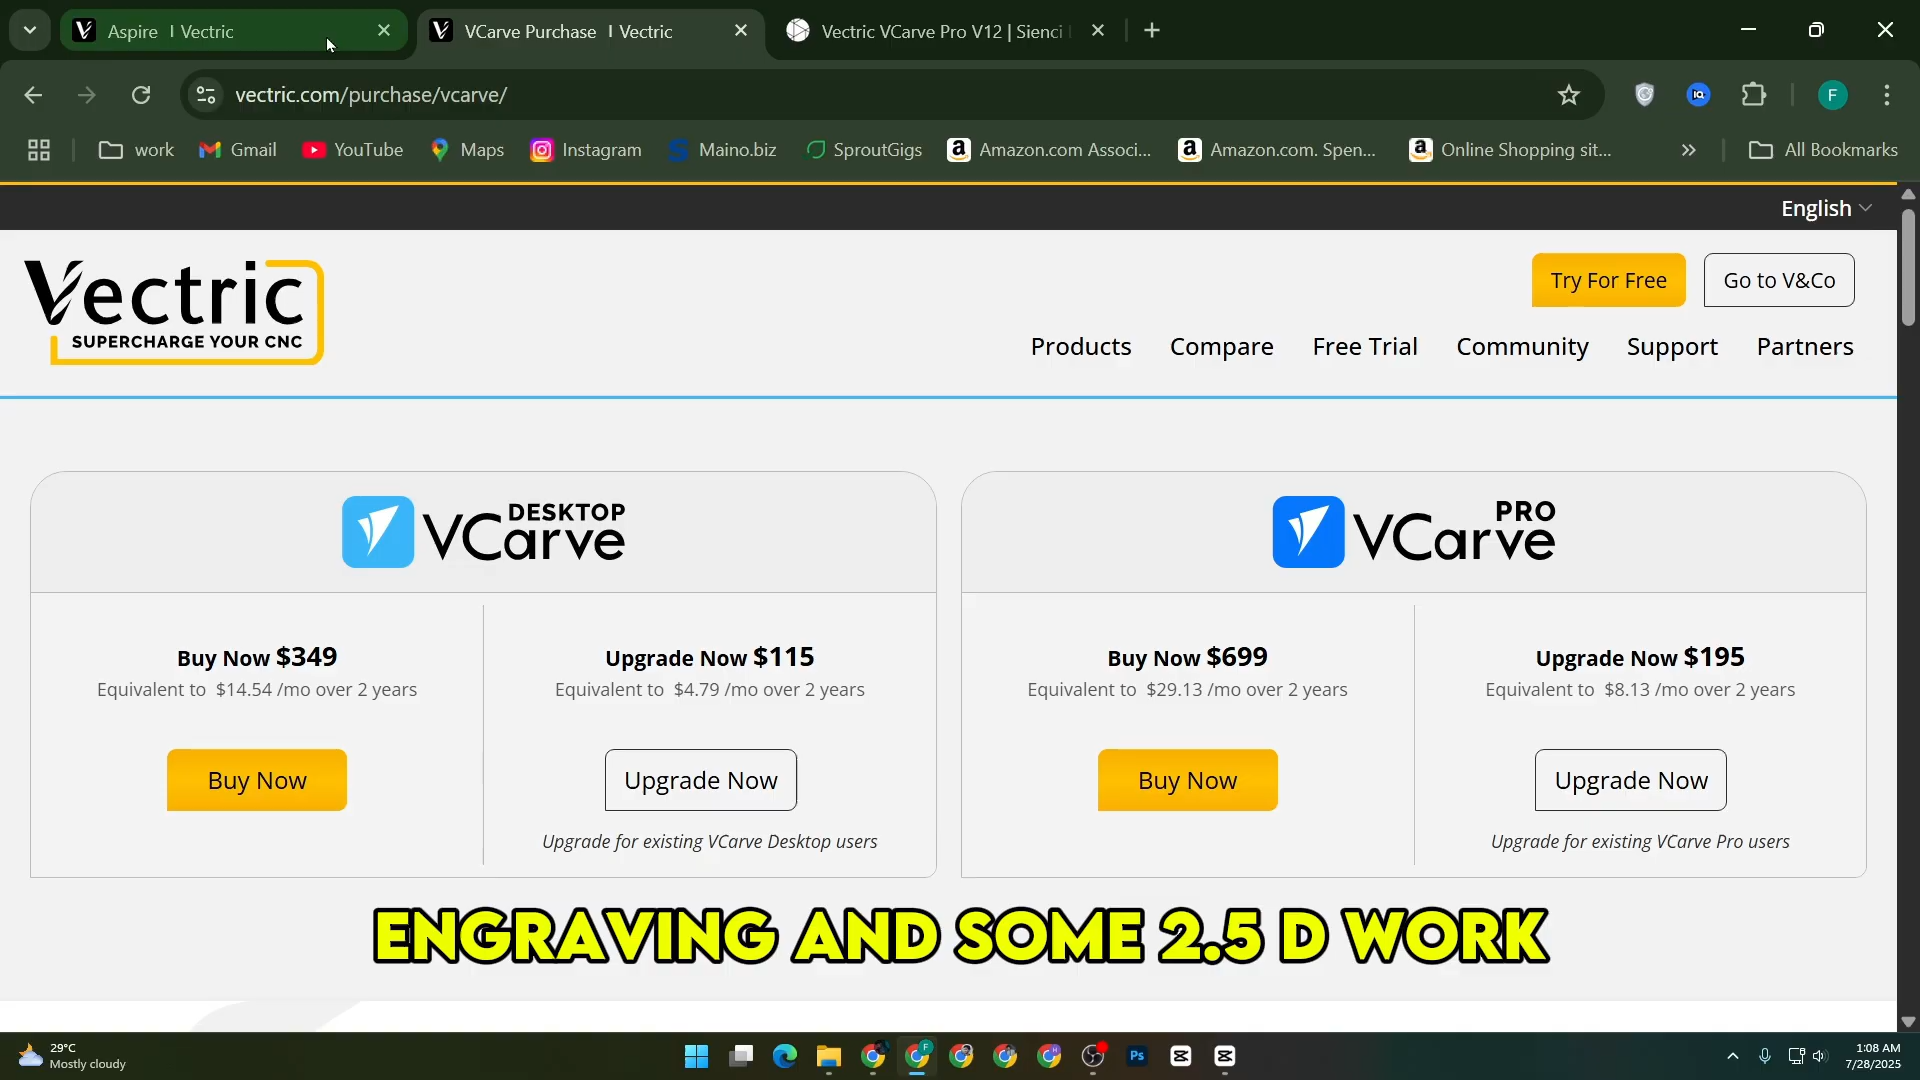 Aspire | Vectric
VCarve Purchase | Vectric
Vectric VCarve Pro V12 | Sienci
vectric.com/purchase/vcarve/
IQ
F
work
Gmail
YouTube
Maps
Instagram
Maino.biz
SproutGigs
Amazon.com Associ...
Amazon.com. Spen...
Online Shopping sit...
All Bookmarks
English
Vectric
SUPERCHARGE YOUR CNC
Try For Free
Go to V&Co
Products
Compare
Free Trial
Community
Support
Partners
VCarve DESKTOP
VCarve PRO
Buy Now $349
Equivalent to $14.54 /mo over 2 years
Buy Now
Upgrade Now $115
Equivalent to $4.79 /mo over 2 years
Upgrade Now
Upgrade for existing VCarve Desktop users
Buy Now $699
Equivalent to $29.13 /mo over 2 years
Buy Now
Upgrade Now $195
Equivalent to $8.13 /mo over 2 years
Upgrade Now
Upgrade for existing VCarve Pro users
ENGRAVING AND SOME 2.5 D WORK
29°C
Mostly cloudy
Ps
1:08 AM
7/28/2025